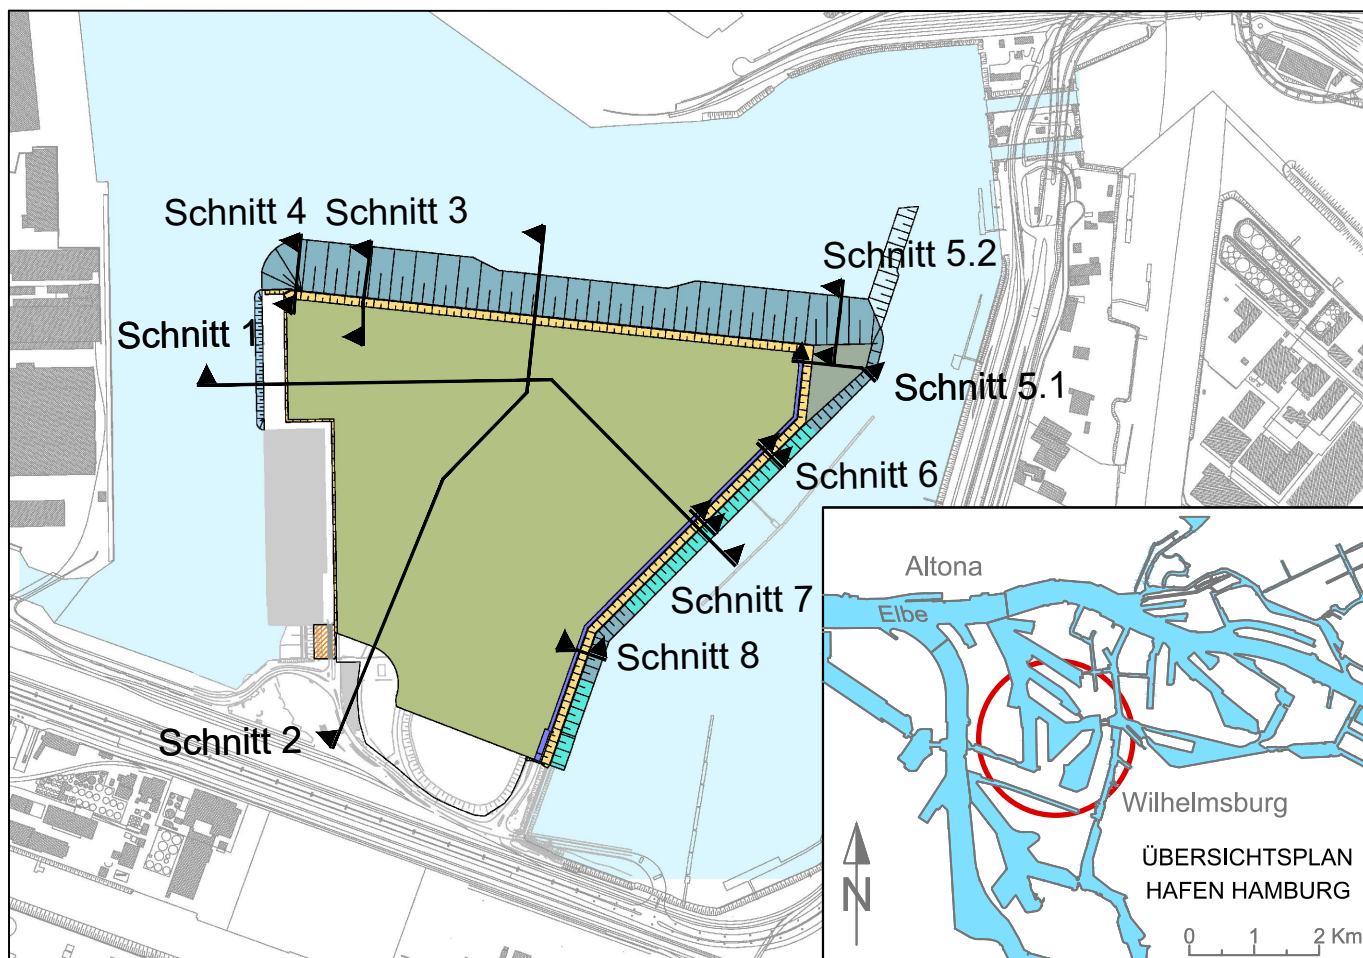 Schnitt 4
Schnitt 3
Schnitt 5.2
Schnitt 1
Schnitt 5.1
Schnitt 6
Schnitt 7
Schnitt 8
Schnitt 2
Altona
Elbe
Wilhelmsburg
ÜBERSICHTSPLAN
HAFEN HAMBURG
N
0 1 2 Km